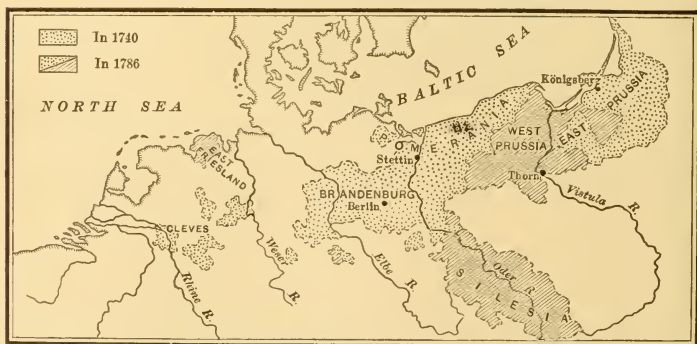 In 1740
In 1786
NORTH SEA
BALTIC SEA
Königsberg
EAST PRUSSIA
WEST PRUSSIA
POMERANIA
Stettin
Thorn
Vistula R.
EAST FRIESLAND
BRANDENBURG
Berlin
CLEVES
Rhine R.
Weser R.
Elbe R.
Oder R.
SILESIA